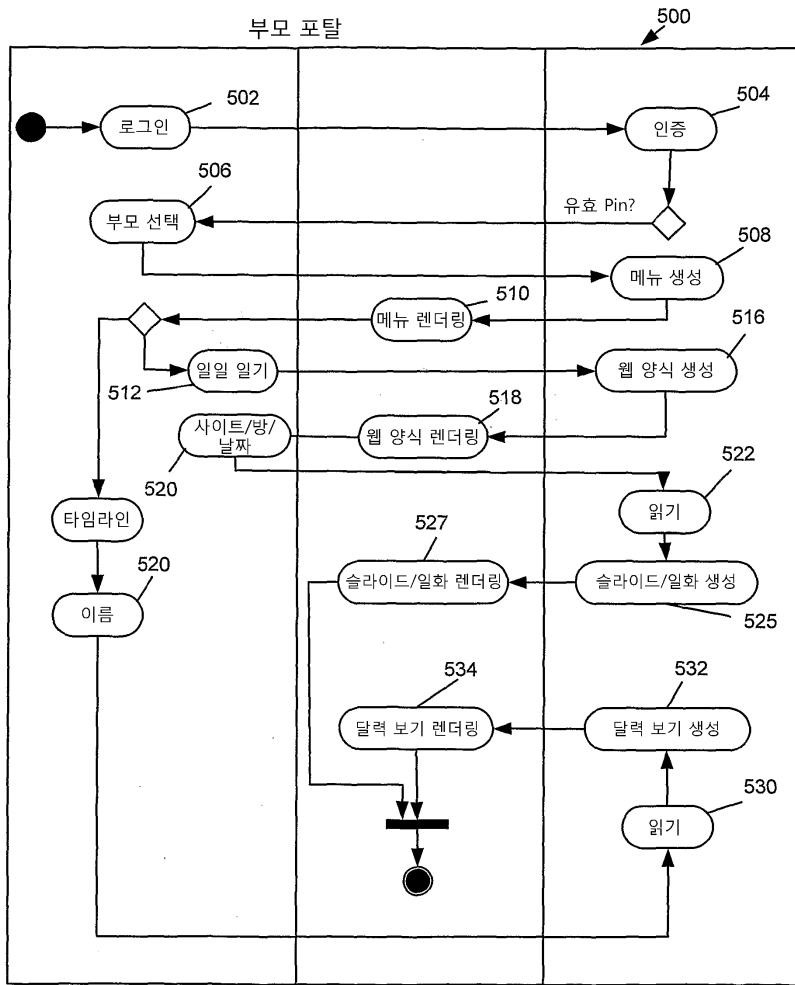 부모 포탈
500
502
504
로그인
인증
506
유효 Pin?
부모 선택
508
메뉴 생성
510
메뉴 렌더링
516
512
일일 일기
웹 양식 생성
518
사이트/방/
날짜
웹 양식 렌더링
520
522
타임라인
읽기
527
520
슬라이드/일화 렌더링
슬라이드/일화 생성
이름
525
534
532
달력 보기 렌더링
달력 보기 생성
530
읽기